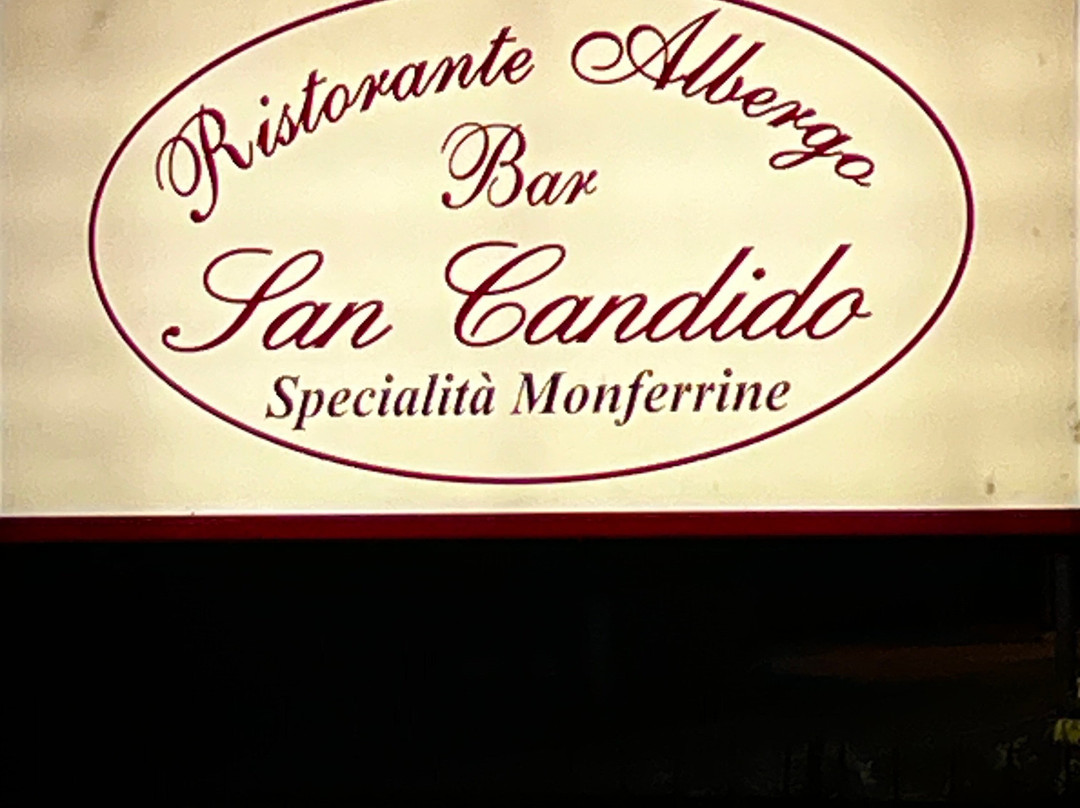 Ristorante Albergo
Bar
San Candido
Specialità Monferrine